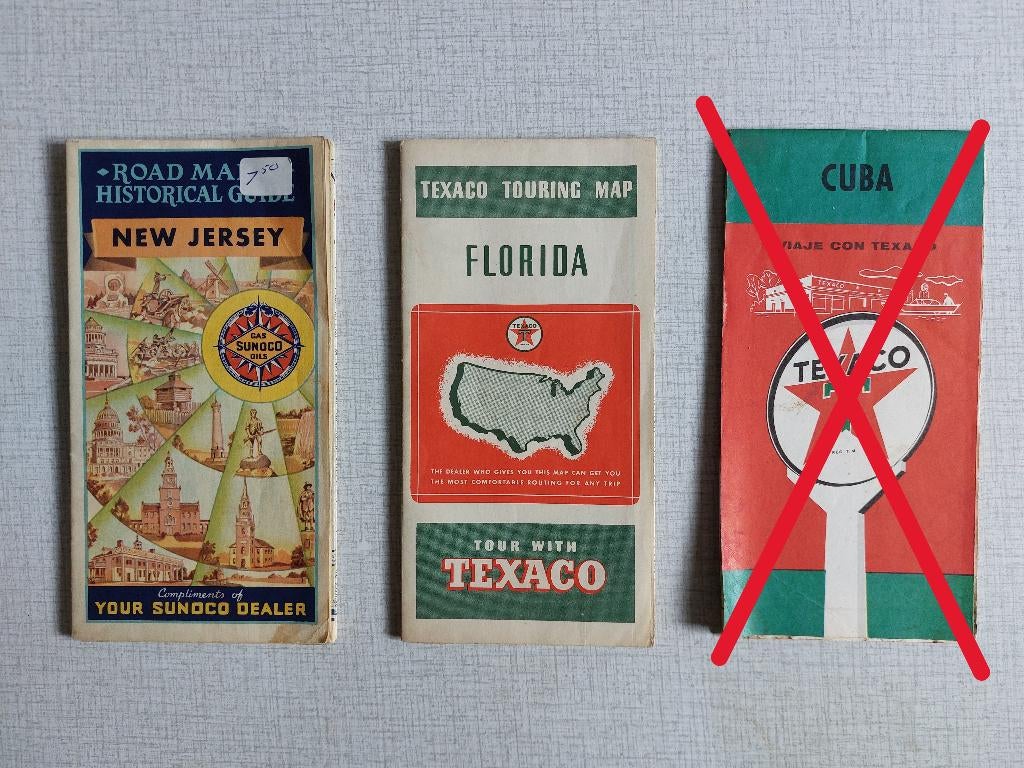 ROAD MAP
HISTORICAL GUIDE
7.50
NEW JERSEY
GAS
SUNOCO
OILS
Compliments of
YOUR SUNOCO DEALER
TEXACO TOURING MAP
FLORIDA
TEXACO
THE DEALER WHO GIVES YOU THIS MAP CAN GET YOU
THE MOST COMFORTABLE ROUTING FOR ANY TRIP
TOUR WITH
TEXACO
CUBA
VIAJE CON TEXACO
TEXACO
TEXACO
REG. T.M.